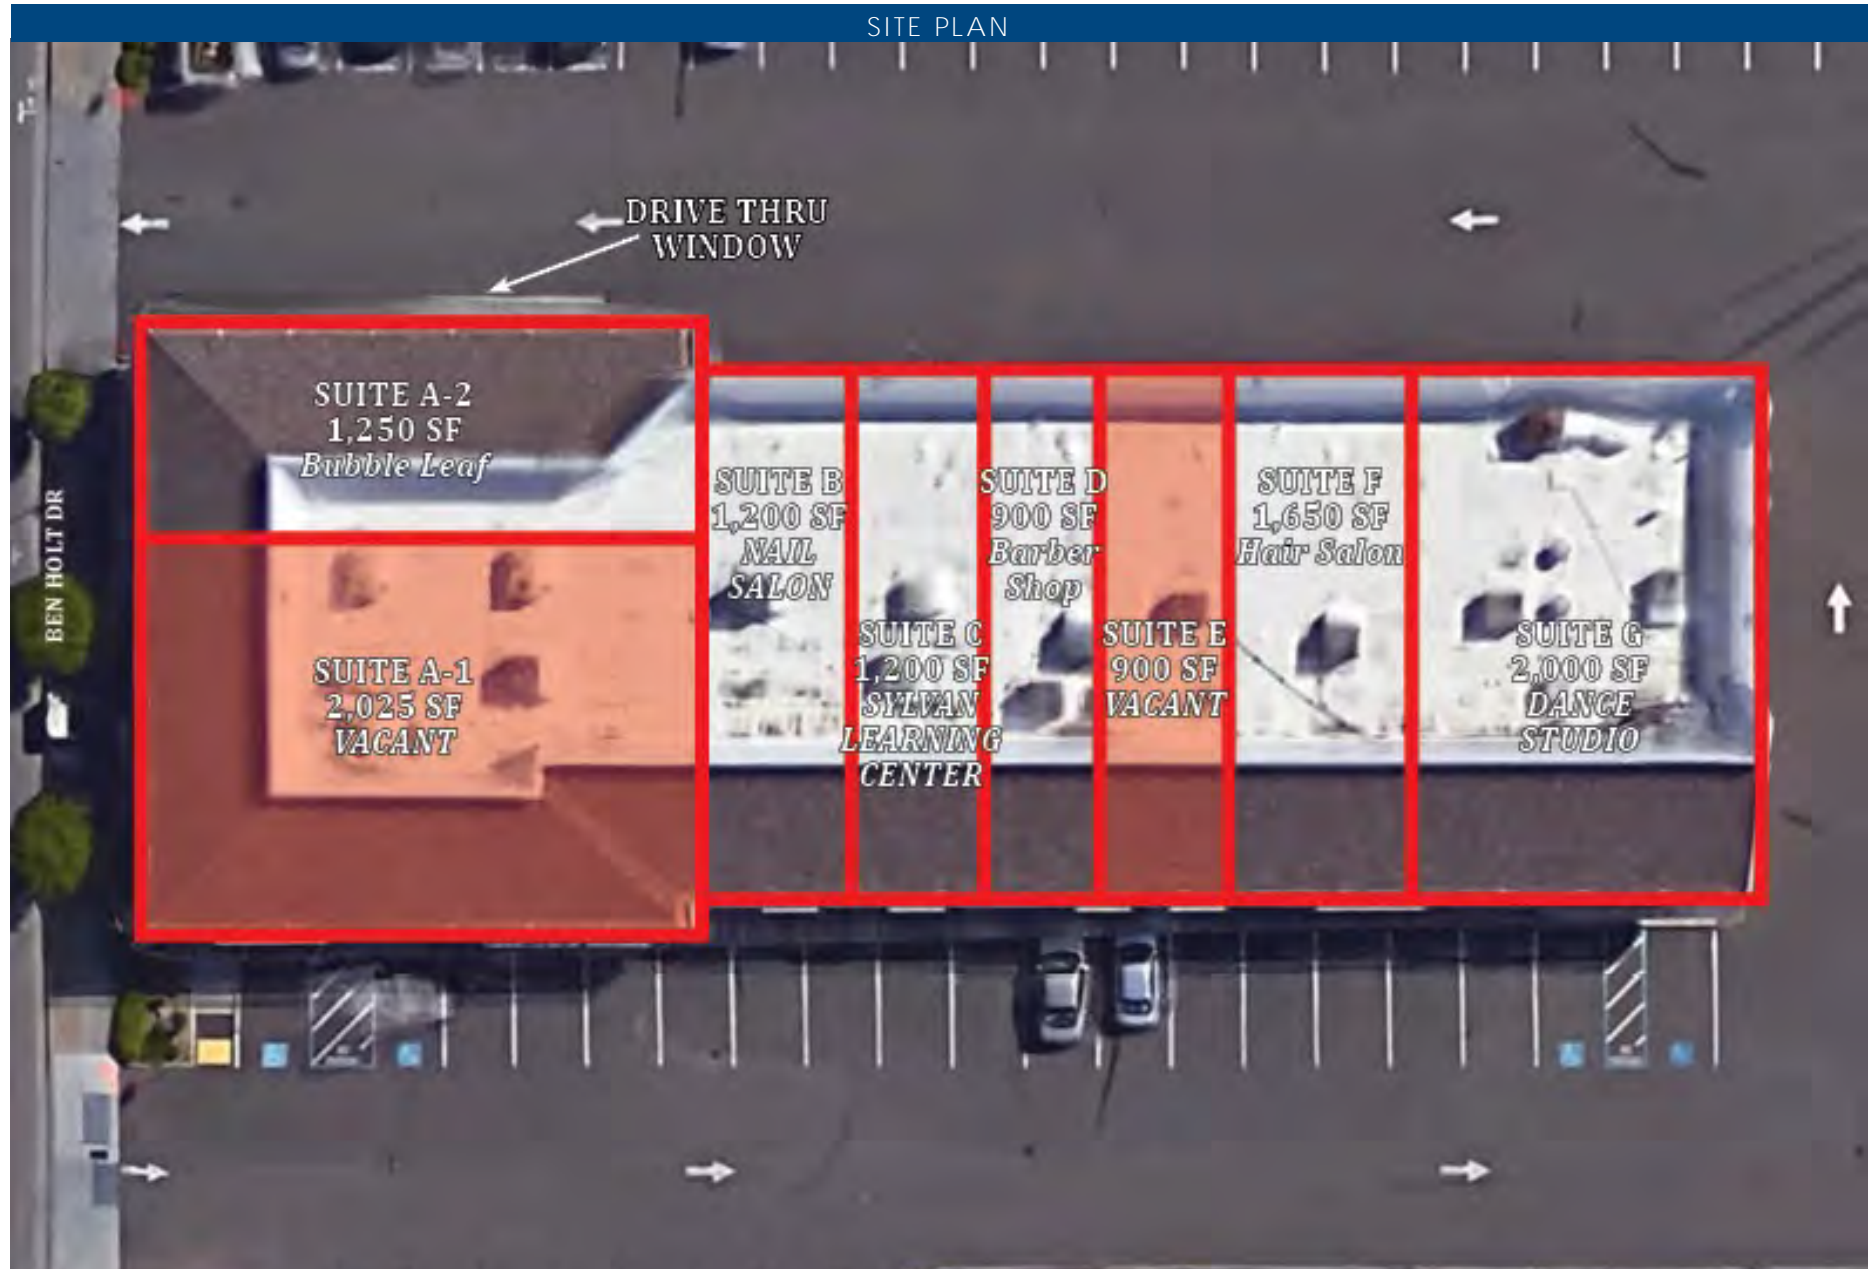 SITE PLAN
DRIVE THRU
WINDOW
BEN HOLT DR
SUITE A-2
1,250 SF
Bubble Leaf
SUITE A-1
2,025 SF
VACANT
SUITE B
1,200 SF
NAIL
SALON
SUITE C
1,200 SF
SYLVAN
LEARNING
CENTER
SUITE D
900 SF
Barber
Shop
SUITE E
900 SF
VACANT
SUITE F
1,650 SF
Hair Salon
SUITE G
2,000 SF
DANCE
STUDIO